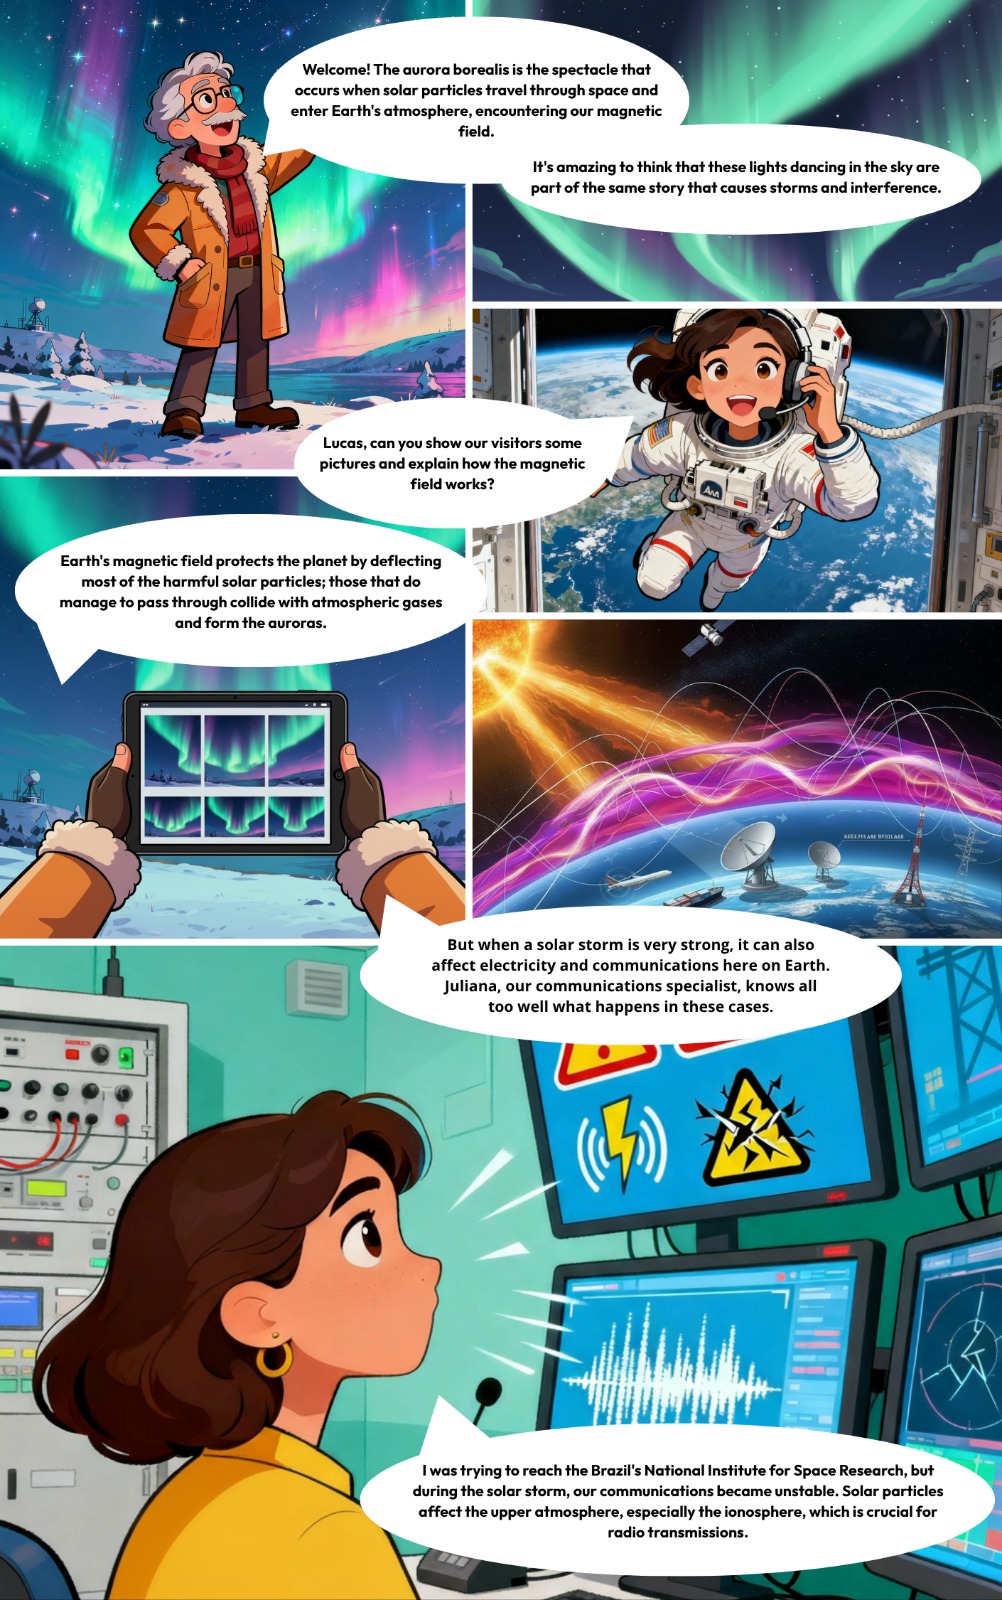 Welcome! The aurora borealis is the spectacle that
occurs when solar particles travel through space and
enter Earth's atmosphere, encountering our magnetic
field.
It's amazing to think that these lights dancing in the sky are
part of the same story that causes storms and interference.
Lucas, can you show our visitors some
pictures and explain how the magnetic
field works?
Earth's magnetic field protects the planet by deflecting
most of the harmful solar particles; those that do
manage to pass through collide with atmospheric gases
and form the auroras.
But when a solar storm is very strong, it can also
affect electricity and communications here on Earth.
Juliana, our communications specialist, knows all
too well what happens in these cases.
I was trying to reach the Brazil's National Institute for Space Research, but
during the solar storm, our communications became unstable. Solar particles
affect the upper atmosphere, especially the ionosphere, which is crucial for
radio transmissions.